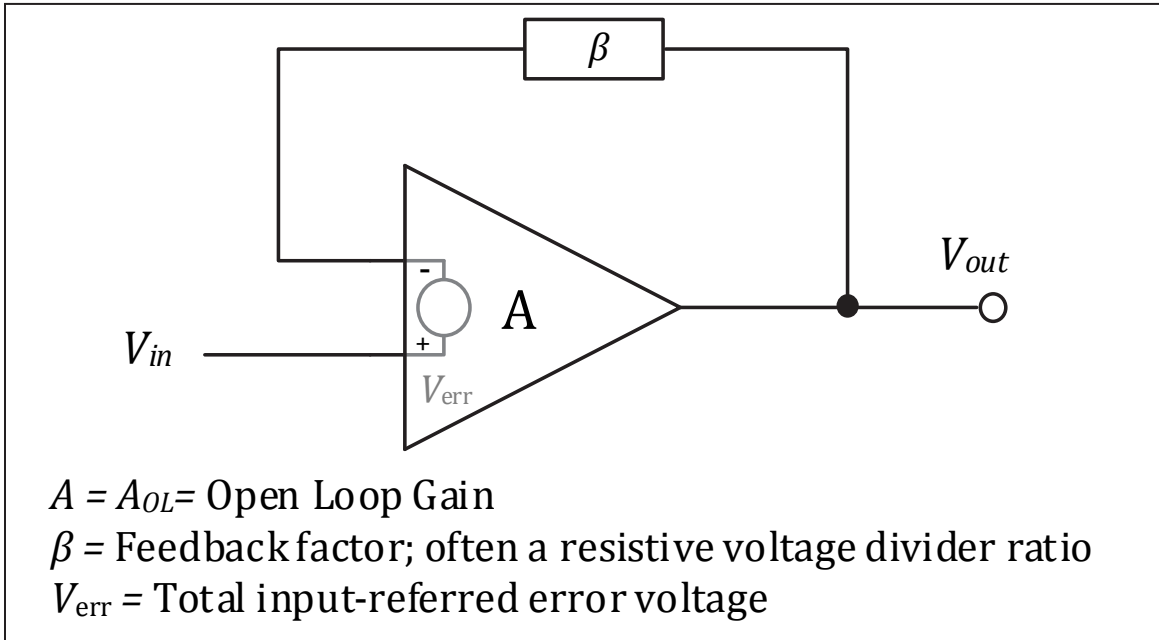 β
Vout
-
A
Vin
+
Verr
A = AOL= Open Loop Gain
β = Feedback factor; often a resistive voltage divider ratio
Verr = Total input-referred error voltage